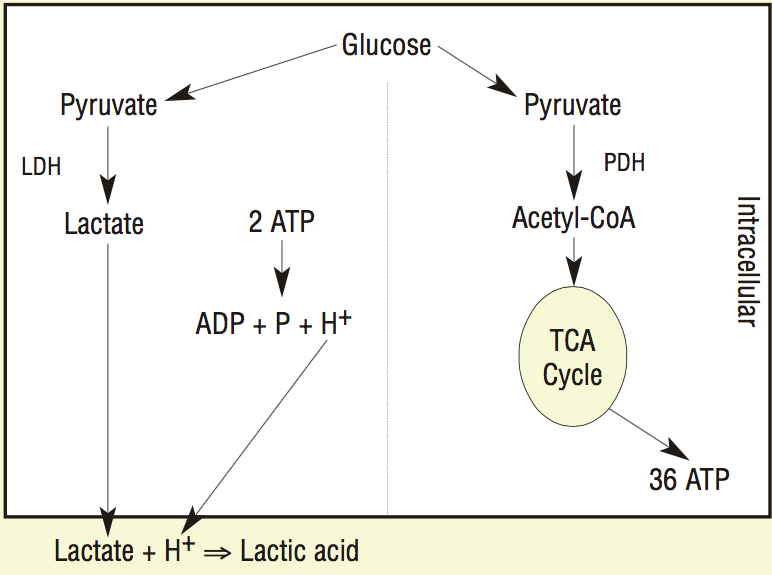 Glucose
Pyruvate
Pyruvate
LDH
PDH
Lactate
2 ATP
Acetyl-CoA
Intracellular
ADP + P + H⁺
TCA
Cycle
36 ATP
Lactate + H⁺ ⇒ Lactic acid